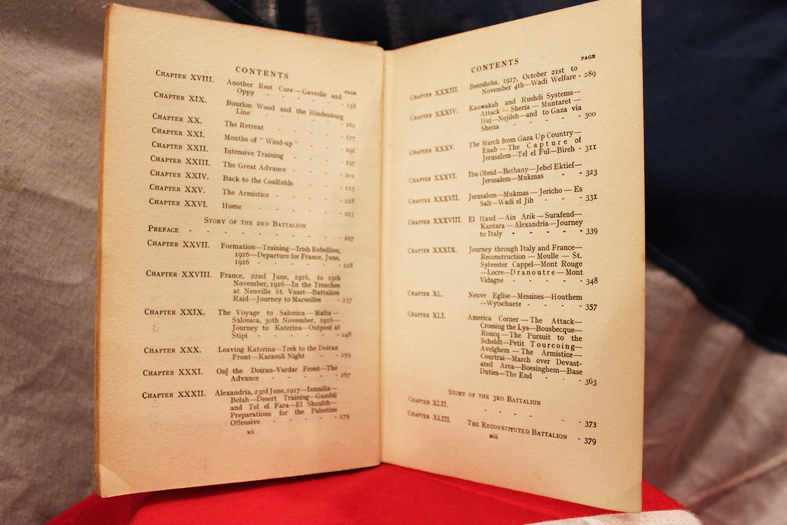 CONTENTS
PAGE
CHAPTER XVIII. Another Rest Cure—Gavrelle and
Oppy - - - - - 158
CHAPTER XIX. Bourlon Wood and the Hindenburg
Line - - - - - 160
CHAPTER XX. The Retreat - - - - 177
CHAPTER XXI. Months of "Wind-up" - - - 191
CHAPTER XXII. Intensive Training - - - 197
CHAPTER XXIII. The Great Advance - - - 201
CHAPTER XXIV. Back to the Coalfields - - - 215
CHAPTER XXV. The Armistice - - - - 218
CHAPTER XXVI. Home - - - - - 223
STORY OF THE 2ND BATTALION
PREFACE - - - - - - 227
CHAPTER XXVII. Formation—Training—Irish Rebellion,
1916—Departure for France, June,
1916 - - - - - 228
CHAPTER XXVIII. France, 22nd June, 1916, to 19th
November, 1916—In the Trenches
at Neuville St. Vaast—Battalion
Raid—Journey to Marseilles - 237
CHAPTER XXIX. The Voyage to Salonica—Malta—
Salonica, 30th November, 1916—
Journey to Katerina—Outpost at
Stipi - - - - - 248
CHAPTER XXX. Leaving Katerina—Trek to the Doiran
Front—Karasuli Night - - 259
CHAPTER XXXI. On the Doiran-Vardar Front—The
Advance - - - - 267
CHAPTER XXXII. Alexandria, 23rd June, 1917—Ismailia—
Belah—Desert Training—Gambli
and Tel el Fara—El Shauth—
Preparations for the Palestine
Offensive - - - - 279
xii
CONTENTS
PAGE
CHAPTER XXXIII. Beersheba, 1917, October 21st to
November 4th—Wadi Welfare - 289
CHAPTER XXXIV. Kauwakah and Rushdi Systems—
Attack — Sheria — Muntaret —
Huj—Nejileh—and to Gaza via
Sheria - - - - 300
CHAPTER XXXV. The March from Gaza Up Country—
Enab — The Capture of
Jerusalem—Tel el Ful—Bireh - 311
CHAPTER XXXVI. Ibn Obeid—Bethany—Jebel Ektief—
Jerusalem—Mukmas - - 323
CHAPTER XXXVII. Jerusalem—Mukmas — Jericho — Es
Salt—Wadi el Jib - - - 331
CHAPTER XXXVIII. El Haud — Ain Arik — Surafend—
Kantara — Alexandria — Journey
to Italy - - - - 339
CHAPTER XXXIX. Journey through Italy and France—
Reconstruction — Moulle — St.
Sylvester Cappel—Mont Rouge
—Locre—Dranoutre—Mont
Vidagne - - - - 348
CHAPTER XL. Neuve Eglise—Messines—Houthem
—Wytschaete - - - 357
CHAPTER XLI. America Corner — The Attack—
Crossing the Lys—Bousbecque—
Roncq — The Pursuit to the
Scheldt—Petit Tourcoing—
Avelghem — The Armistice —
Courtrai—March over Devast-
ated Area—Boesinghem—Base
Duties—The End - - 363
STORY OF THE 3RD BATTALION
CHAPTER XLII. - - - - 373
CHAPTER XLIII. THE RECONSTITUTED BATTALION - 379
xiii